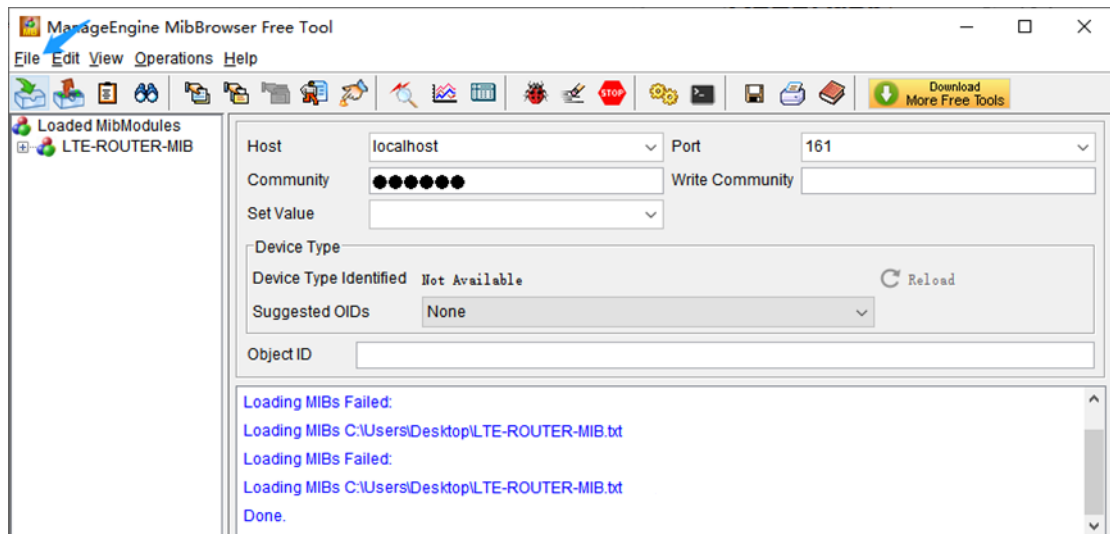 ManageEngine MibBrowser Free Tool
File Edit View Operations Help
STOP
Download
More Free Tools
Loaded MibModules
LTE-ROUTER-MIB
Host localhost Port 161
Community ●●●●●● Write Community
Set Value
Device Type
Device Type Identified Not Available Reload
Suggested OIDs None
Object ID
Loading MIBs Failed:
Loading MIBs C:\Users\Desktop\LTE-ROUTER-MIB.txt
Loading MIBs Failed:
Loading MIBs C:\Users\Desktop\LTE-ROUTER-MIB.txt
Done.